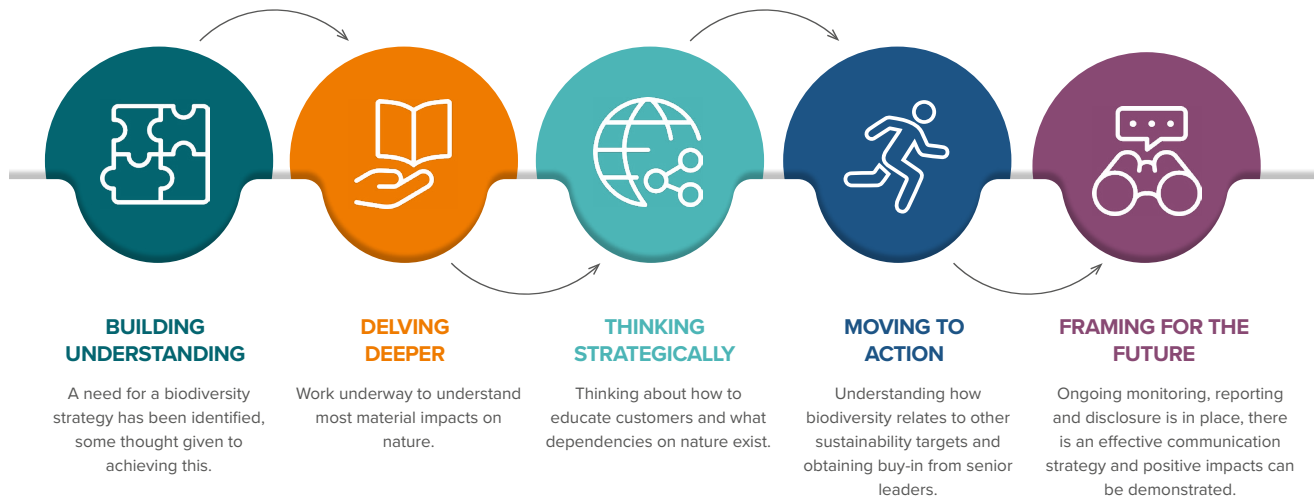 BUILDING
UNDERSTANDING
A need for a biodiversity
strategy has been identified,
some thought given to
achieving this.
DELVING
DEEPER
Work underway to understand
most material impacts on
nature.
THINKING
STRATEGICALLY
Thinking about how to
educate customers and what
dependencies on nature exist.
MOVING TO
ACTION
Understanding how
biodiversity relates to other
sustainability targets and
obtaining buy-in from senior
leaders.
FRAMING FOR THE
FUTURE
Ongoing monitoring, reporting
and disclosure is in place, there
is an effective communication
strategy and positive impacts can
be demonstrated.